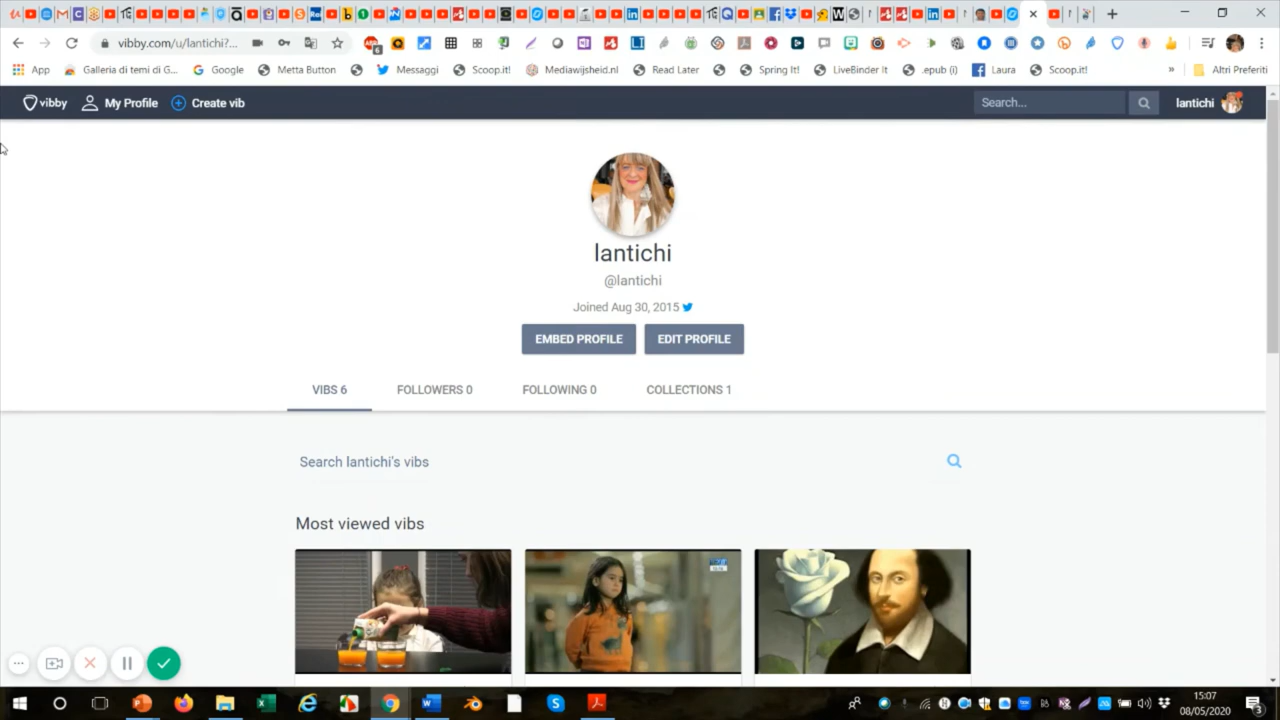 vibby.com/u/lantichi?...
6
App
Galleria di temi di G...
Google
Metta Button
Messaggi
Scoop.it!
Mediawijsheid.nl
Read Later
Spring It!
LiveBinder It
.epub (i)
Laura
Scoop.it!
»
Altri Preferiti
vibby
My Profile
Create vib
Search...
lantichi
lantichi
@lantichi
Joined Aug 30, 2015
EMBED PROFILE
EDIT PROFILE
VIBS 6
FOLLOWERS 0
FOLLOWING 0
COLLECTIONS 1
Search lantichi's vibs
Most viewed vibs
15:07
08/05/2020